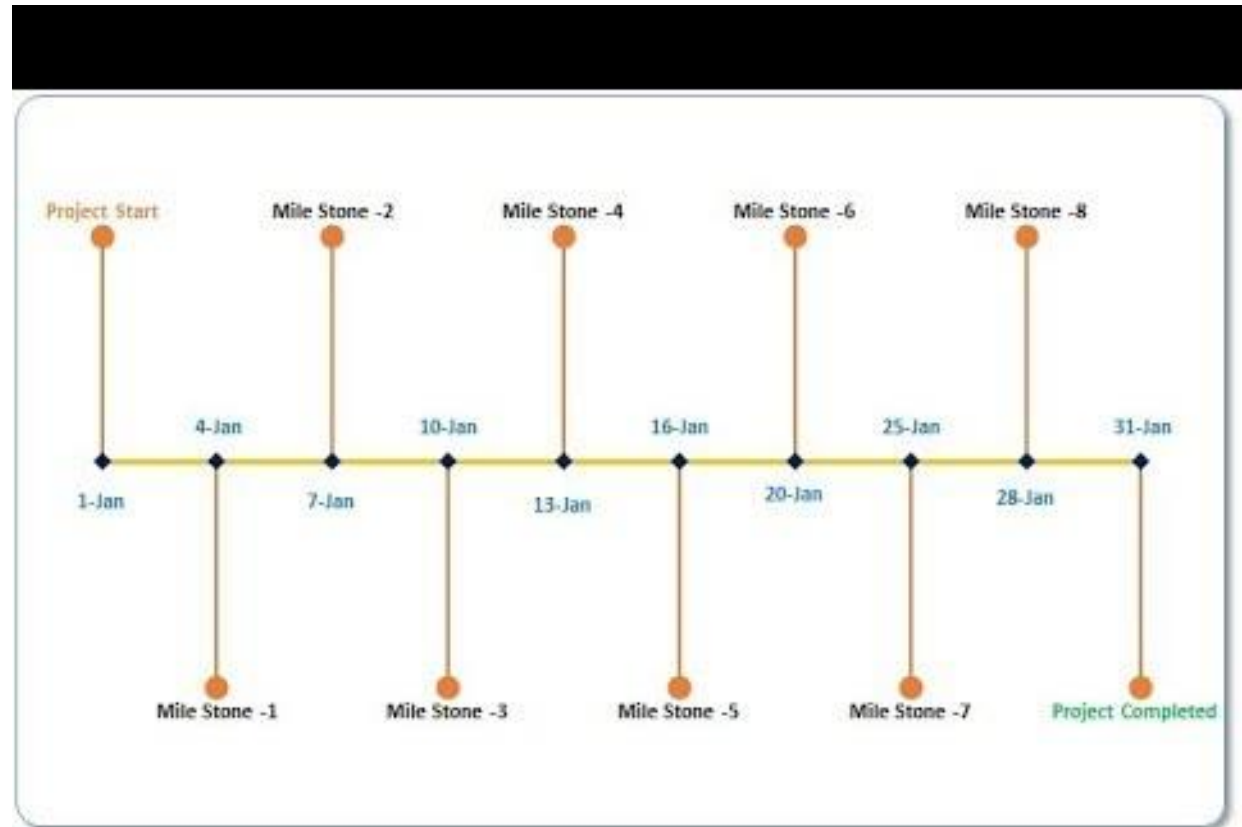 Project Start
Mile Stone -2
Mile Stone -4
Mile Stone -6
Mile Stone -8
4-Jan
10-Jan
16-Jan
25-Jan
31-Jan
1-Jan
7-Jan
13-Jan
20-Jan
28-Jan
Mile Stone -1
Mile Stone -3
Mile Stone -5
Mile Stone -7
Project Completed